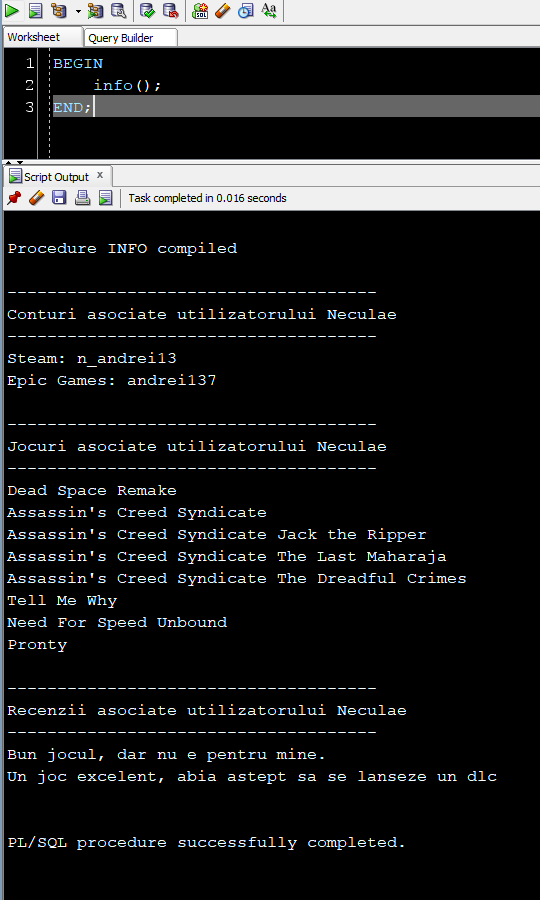 SQL
Aa
Worksheet Query Builder
1 BEGIN
2 info();
3 END;
Script Output x
Task completed in 0.016 seconds
Procedure INFO compiled
-------------------------------------
Conturi asociate utilizatorului Neculae
-------------------------------------
Steam: n_andrei13
Epic Games: andrei137
-------------------------------------
Jocuri asociate utilizatorului Neculae
-------------------------------------
Dead Space Remake
Assassin's Creed Syndicate
Assassin's Creed Syndicate Jack the Ripper
Assassin's Creed Syndicate The Last Maharaja
Assassin's Creed Syndicate The Dreadful Crimes
Tell Me Why
Need For Speed Unbound
Pronty
-------------------------------------
Recenzii asociate utilizatorului Neculae
-------------------------------------
Bun jocul, dar nu e pentru mine.
Un joc excelent, abia astept sa se lanseze un dlc
PL/SQL procedure successfully completed.